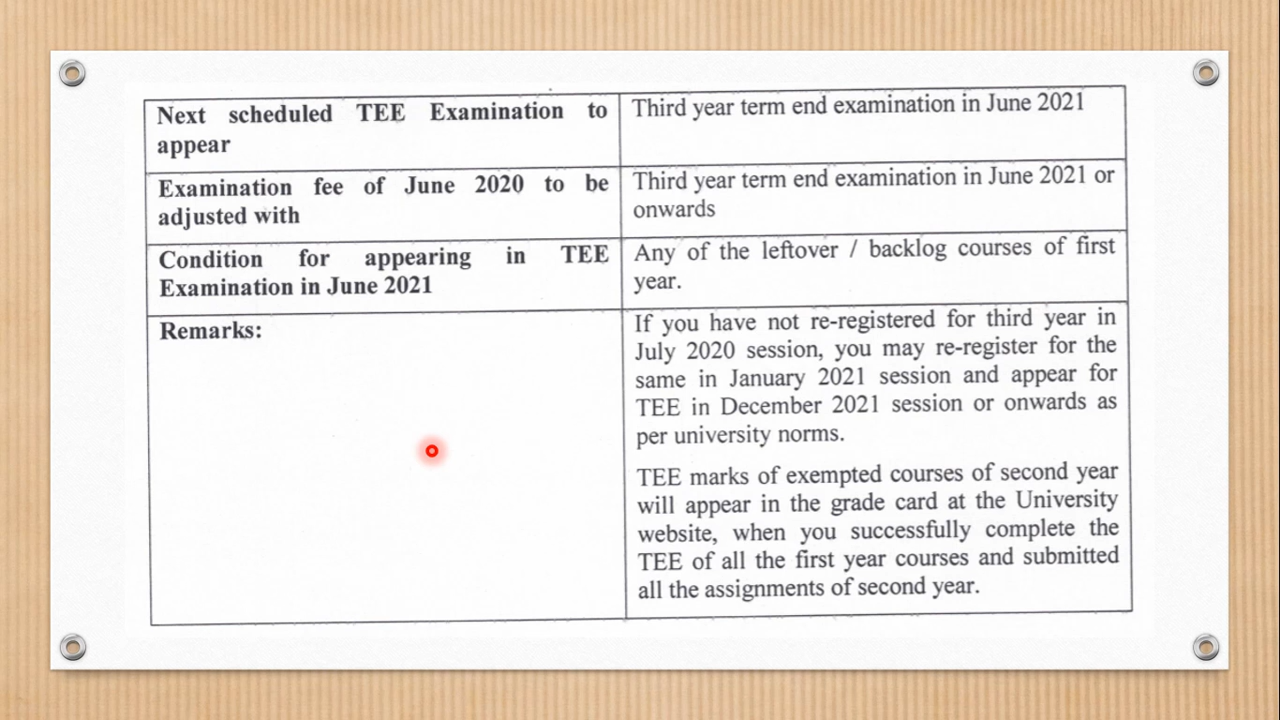 Next scheduled TEE Examination to
appear
Third year term end examination in June 2021
Examination fee of June 2020 to be
adjusted with
Third year term end examination in June 2021 or
onwards
Condition for appearing in TEE
Examination in June 2021
Any of the leftover / backlog courses of first
year.
Remarks:
If you have not re-registered for third year in
July 2020 session, you may re-register for the
same in January 2021 session and appear for
TEE in December 2021 session or onwards as
per university norms.
TEE marks of exempted courses of second year
will appear in the grade card at the University
website, when you successfully complete the
TEE of all the first year courses and submitted
all the assignments of second year.